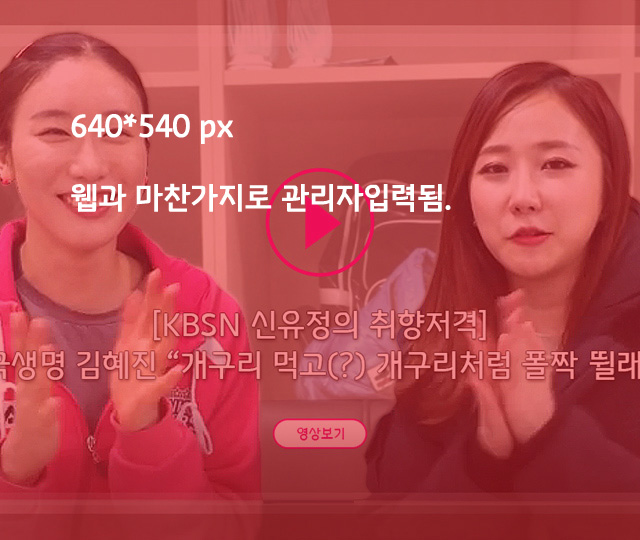 640*540 px
웹과 마찬가지로 관리자입력됨.
[KBSN 신유정의 취향저격]
국생명 김혜진 “개구리 먹고(?) 개구리처럼 폴짝 뛸래
영상보기